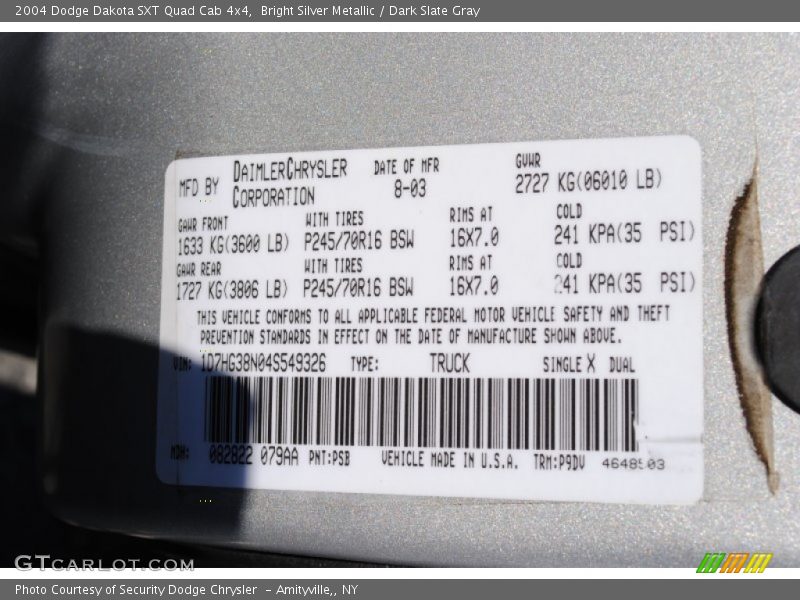 2004 Dodge Dakota SXT Quad Cab 4x4,  Bright Silver Metallic / Dark Slate Gray
MFD BY DAIMLERCHRYSLER CORPORATION DATE OF MFR 8-03 GVWR 2727 KG(06010 LB)
GAWR FRONT WITH TIRES RIMS AT COLD
1633 KG(3600 LB) P245/70R16 BSW 16X7.0 241 KPA(35 PSI)
GAWR REAR WITH TIRES RIMS AT COLD
1727 KG(3806 LB) P245/70R16 BSW 16X7.0 241 KPA(35 PSI)
THIS VEHICLE CONFORMS TO ALL APPLICABLE FEDERAL MOTOR VEHICLE SAFETY AND THEFT
PREVENTION STANDARDS IN EFFECT ON THE DATE OF MANUFACTURE SHOWN ABOVE.
VIN: 1D7HG38N04S549326 TYPE: TRUCK SINGLE X DUAL
MDH: 082822 079AA PNT:PSB VEHICLE MADE IN U.S.A. TRM:P9DV 4648503
GTCARLOT.COM
Photo Courtesy of Security Dodge Chrysler  - Amityville,, NY